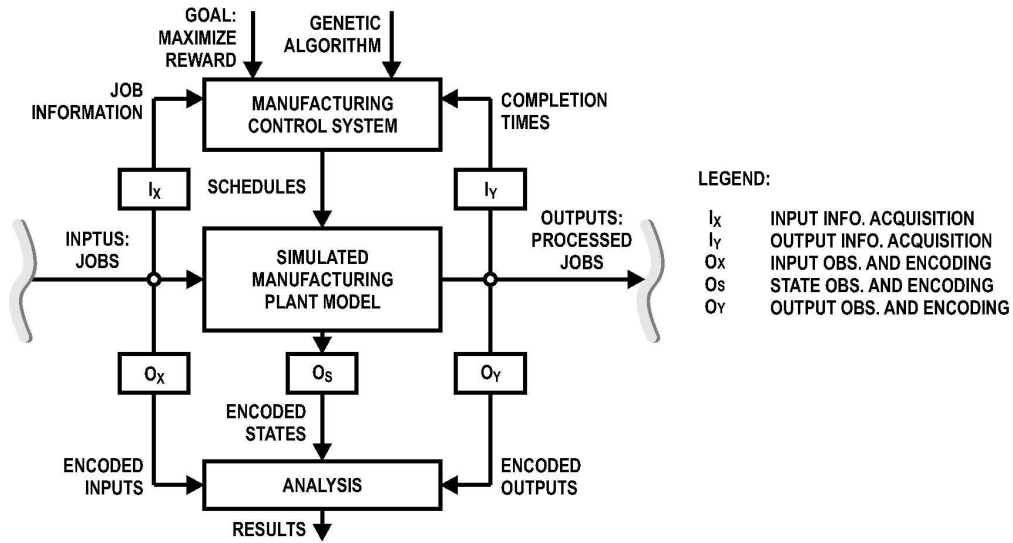 GOAL:
MAXIMIZE
REWARD
GENETIC
ALGORITHM
JOB
INFORMATION
MANUFACTURING
CONTROL SYSTEM
COMPLETION
TIMES
IX
SCHEDULES
IY
INPTUS:
JOBS
SIMULATED
MANUFACTURING
PLANT MODEL
OUTPUTS:
PROCESSED
JOBS
OX
OS
OY
ENCODED
STATES
ENCODED
INPUTS
ANALYSIS
ENCODED
OUTPUTS
RESULTS
LEGEND:
IX INPUT INFO. ACQUISITION
IY OUTPUT INFO. ACQUISITION
OX INPUT OBS. AND ENCODING
OS STATE OBS. AND ENCODING
OY OUTPUT OBS. AND ENCODING